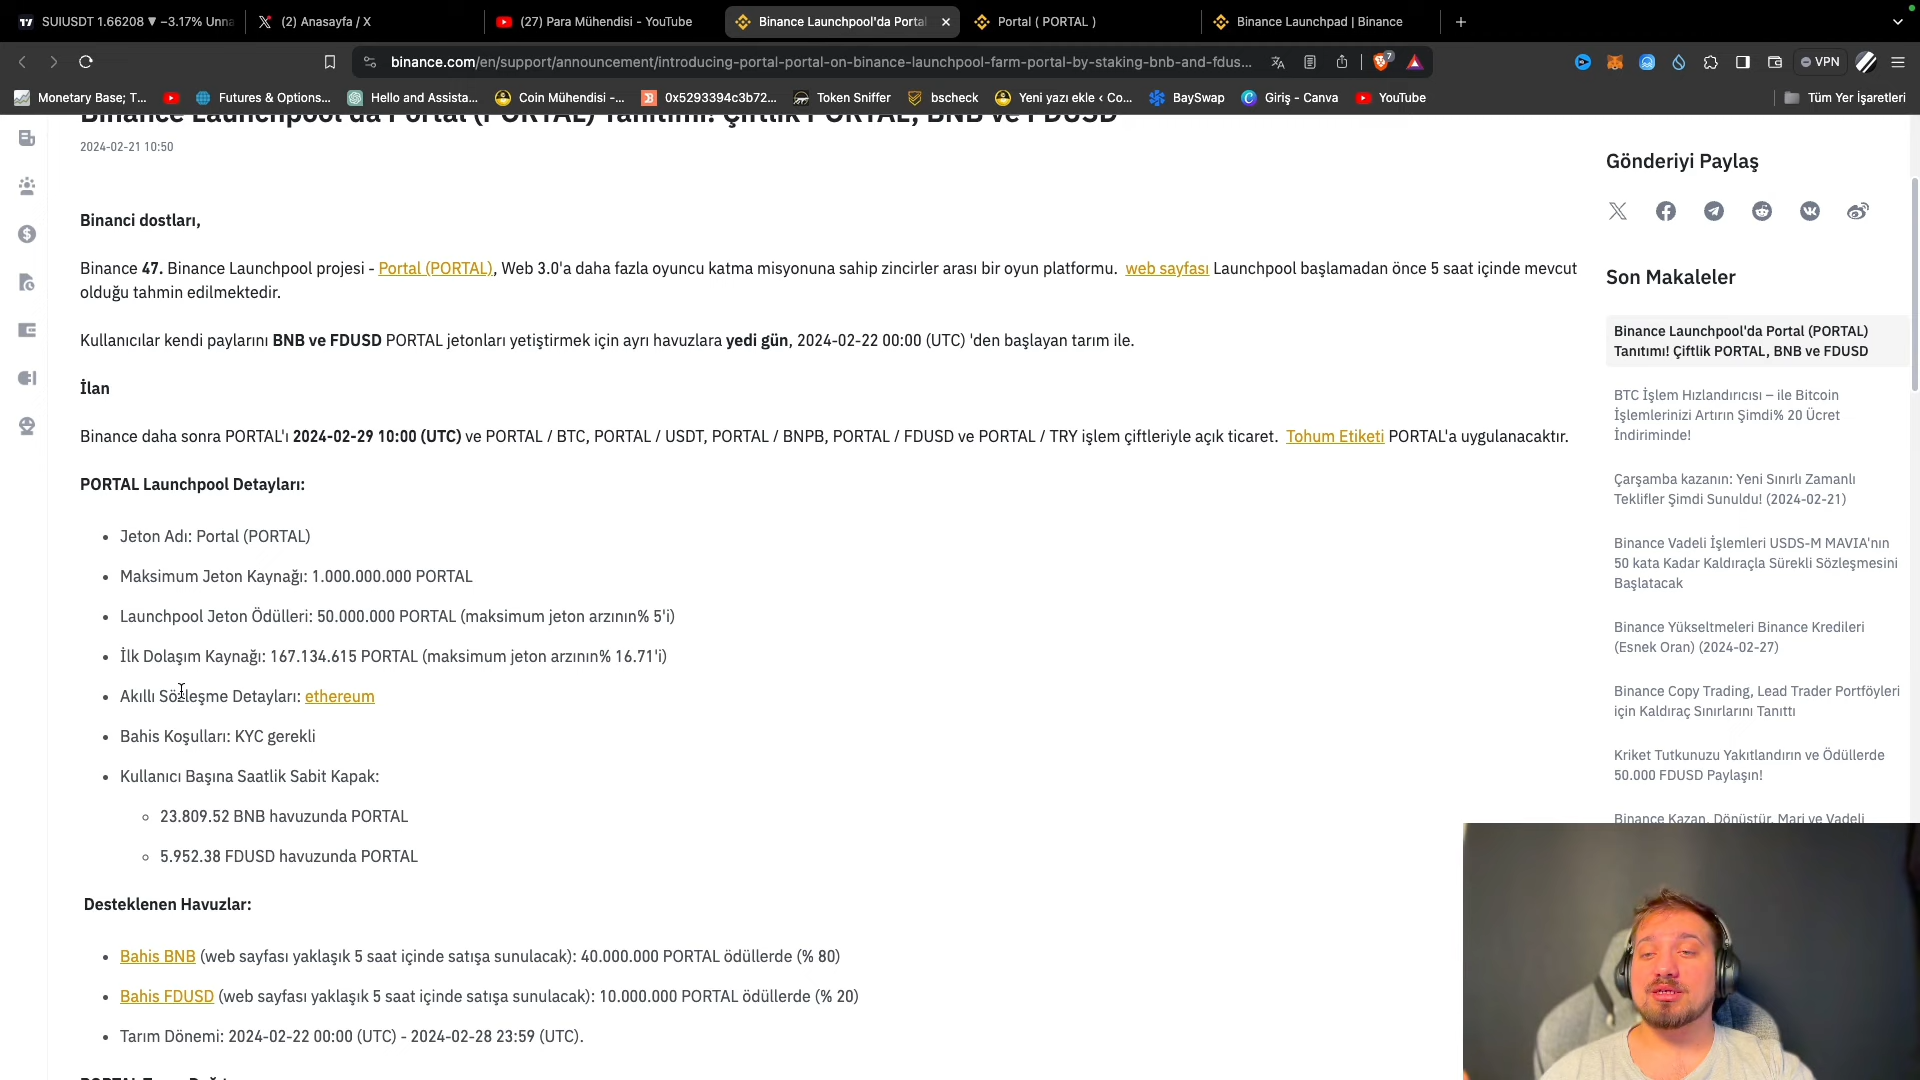 SUIUSDT 1.66208 ▼ −3.17% Unna
(2) Anasayfa / X
(27) Para Mühendisi - YouTube
Binance Launchpool'da Portal
Portal ( PORTAL )
Binance Launchpad | Binance
binance.com/en/support/announcement/introducing-portal-portal-on-binance-launchpool-farm-portal-by-staking-bnb-and-fdus...
7
VPN
Monetary Base; T...
Futures & Options...
Hello and Assista...
Coin Mühendisi –...
0x5293394c3b72...
Token Sniffer
bscheck
Yeni yazı ekle ‹ Co...
BaySwap
Giriş - Canva
YouTube
Tüm Yer İşaretleri
Binance Launchpool'da Portal (PORTAL) Tanıtımı! Çiftlik PORTAL, BNB ve FDUSD
2024-02-21 10:50
Binanci dostları,
Binance 47. Binance Launchpool projesi - Portal (PORTAL), Web 3.0'a daha fazla oyuncu katma misyonuna sahip zincirler arası bir oyun platformu. web sayfası Launchpool başlamadan önce 5 saat içinde mevcut
olduğu tahmin edilmektedir.
Kullanıcılar kendi paylarını BNB ve FDUSD PORTAL jetonları yetiştirmek için ayrı havuzlara yedi gün, 2024-02-22 00:00 (UTC) 'den başlayan tarım ile.
İlan
Binance daha sonra PORTAL'ı 2024-02-29 10:00 (UTC) ve PORTAL / BTC, PORTAL / USDT, PORTAL / BNPB, PORTAL / FDUSD ve PORTAL / TRY işlem çiftleriyle açık ticaret. Tohum Etiketi PORTAL'a uygulanacaktır.
PORTAL Launchpool Detayları:
• Jeton Adı: Portal (PORTAL)
• Maksimum Jeton Kaynağı: 1.000.000.000 PORTAL
• Launchpool Jeton Ödülleri: 50.000.000 PORTAL (maksimum jeton arzının% 5'i)
• İlk Dolaşım Kaynağı: 167.134.615 PORTAL (maksimum jeton arzının% 16.71'i)
• Akıllı Sözleşme Detayları: ethereum
• Bahis Koşulları: KYC gerekli
• Kullanıcı Başına Saatlik Sabit Kapak:
◦ 23.809.52 BNB havuzunda PORTAL
◦ 5.952.38 FDUSD havuzunda PORTAL
Desteklenen Havuzlar:
• Bahis BNB (web sayfası yaklaşık 5 saat içinde satışa sunulacak): 40.000.000 PORTAL ödüllerde (% 80)
• Bahis FDUSD (web sayfası yaklaşık 5 saat içinde satışa sunulacak): 10.000.000 PORTAL ödüllerde (% 20)
• Tarım Dönemi: 2024-02-22 00:00 (UTC) - 2024-02-28 23:59 (UTC).
Gönderiyi Paylaş
Son Makaleler
Binance Launchpool'da Portal (PORTAL)
Tanıtımı! Çiftlik PORTAL, BNB ve FDUSD
BTC İşlem Hızlandırıcısı – ile Bitcoin
İşlemlerinizi Artırın Şimdi% 20 Ücret
İndiriminde!
Çarşamba kazanın: Yeni Sınırlı Zamanlı
Teklifler Şimdi Sunuldu! (2024-02-21)
Binance Vadeli İşlemleri USDS-M MAVIA'nın
50 kata Kadar Kaldıraçla Sürekli Sözleşmesini
Başlatacak
Binance Yükseltmeleri Binance Kredileri
(Esnek Oran) (2024-02-27)
Binance Copy Trading, Lead Trader Portföyleri
için Kaldıraç Sınırlarını Tanıttı
Kriket Tutkunuzu Yakıtlandırın ve Ödüllerde
50.000 FDUSD Paylaşın!
Binance Kazan, Dönüştür, Marj ve Vadeli